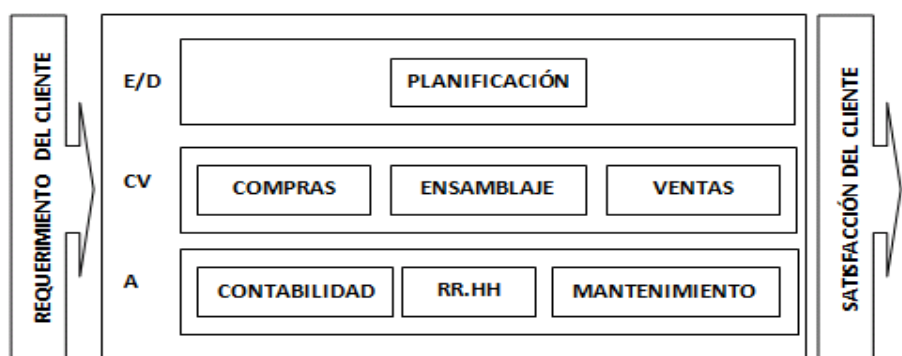 REQUERIMIENTO DEL CLIENTE
E/D
PLANIFICACIÓN
CV
COMPRAS
ENSAMBLAJE
VENTAS
A
CONTABILIDAD
RR.HH
MANTENIMIENTO
SATISFACCIÓN DEL CLIENTE